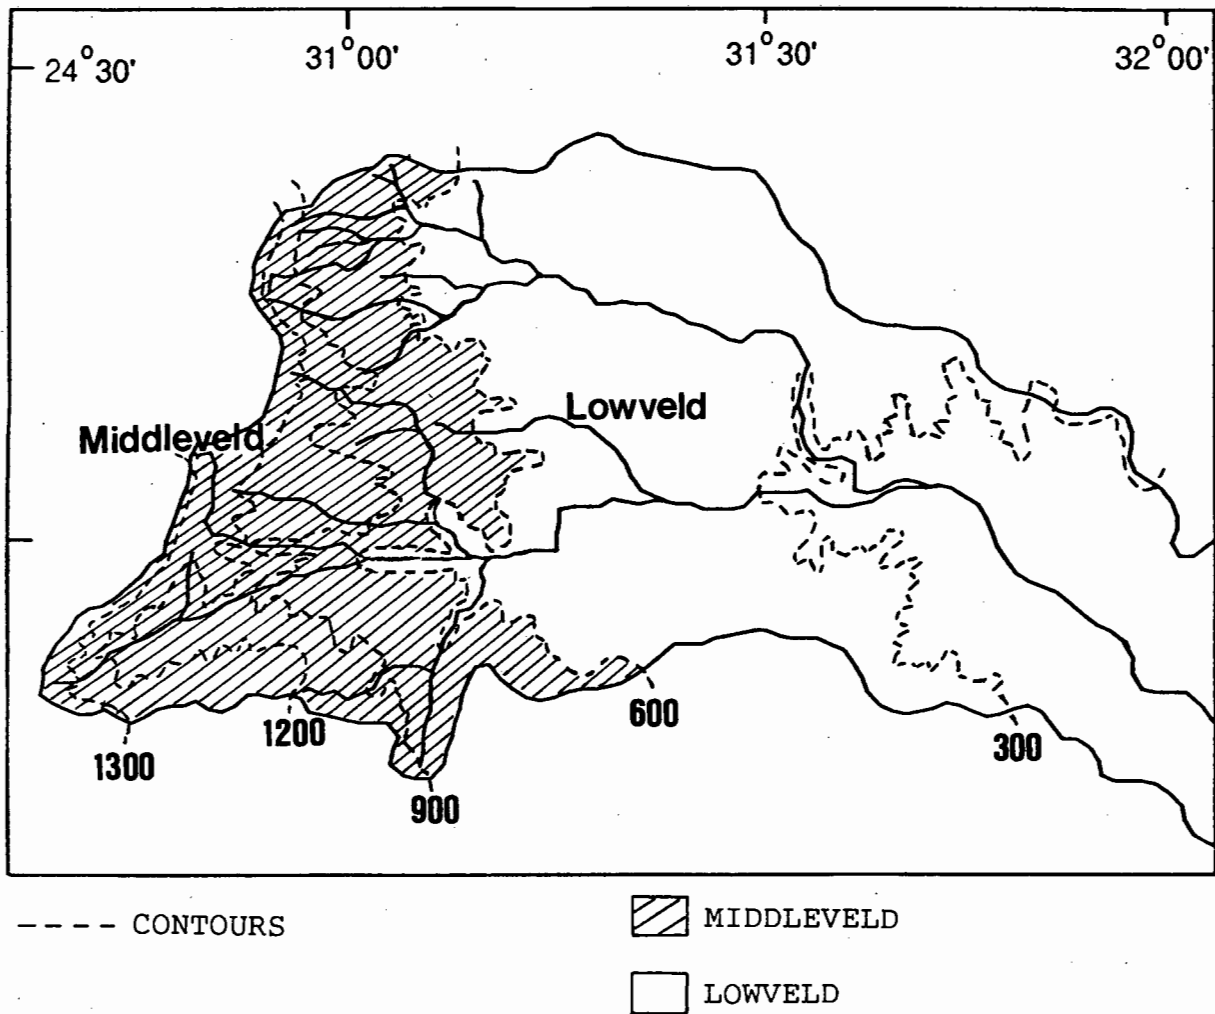 24°30'
31°00'
31°30'
32°00'
Lowveld
Middleveld
600
1200
300
1300
900
---- CONTOURS
MIDDLEVELD
LOWVELD